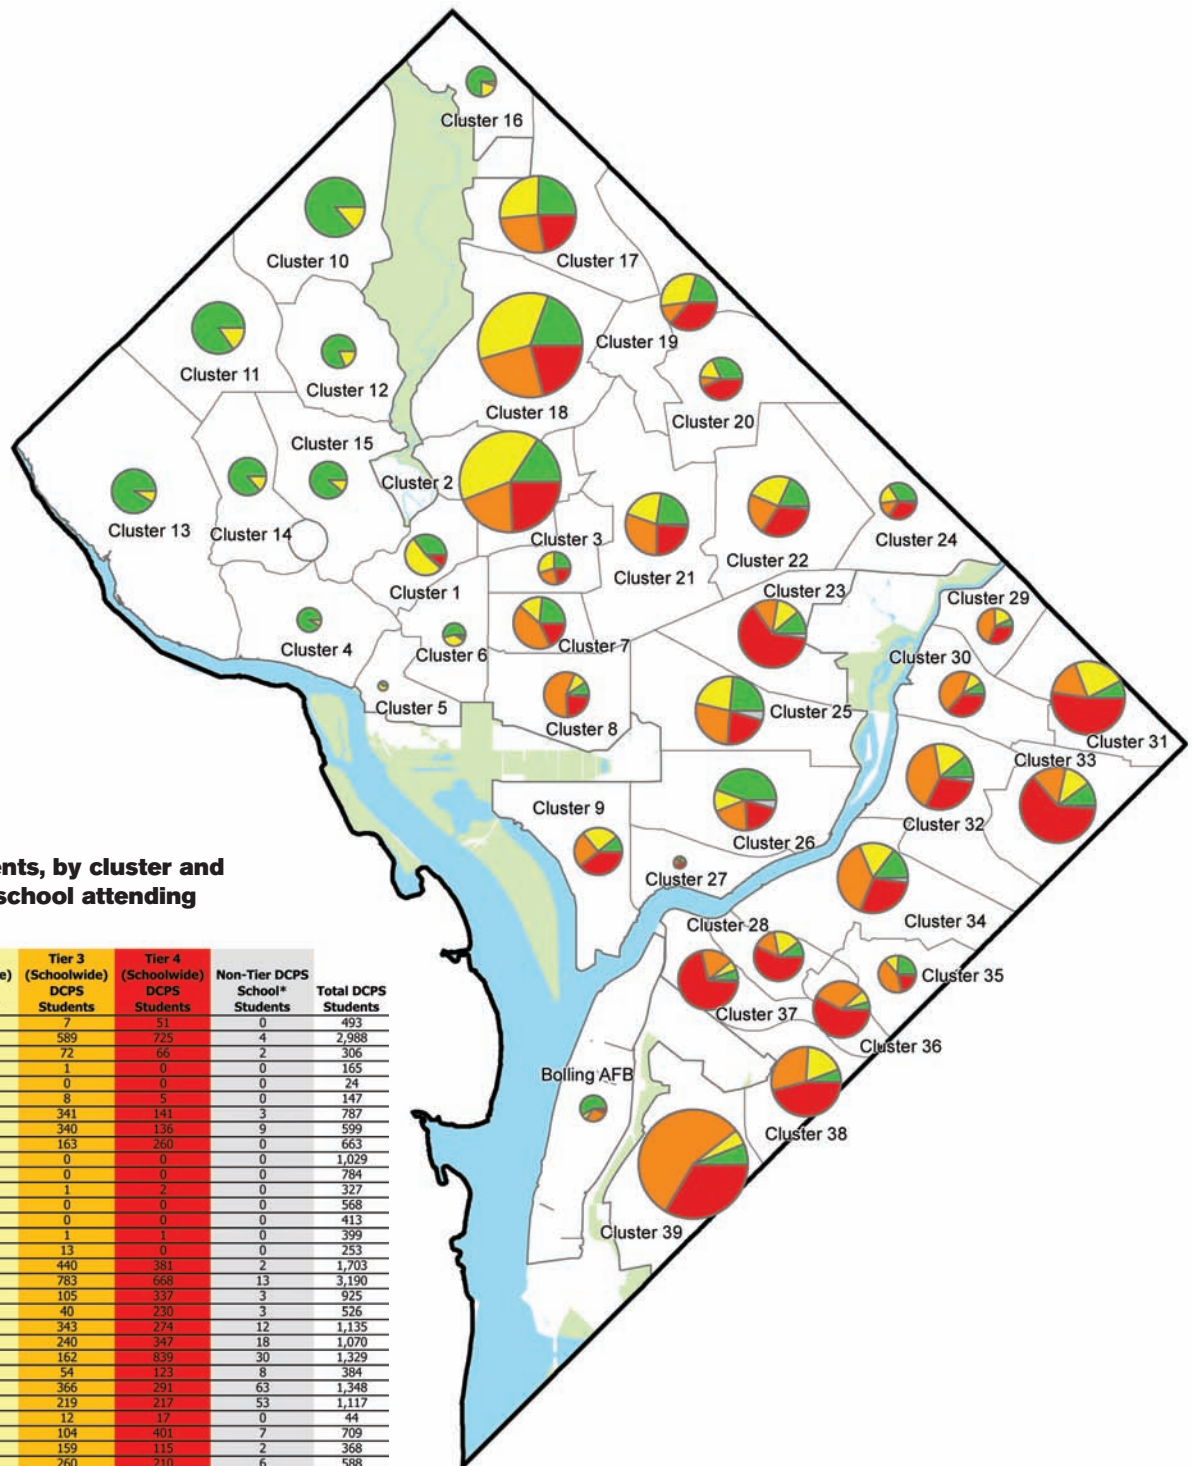 Cluster 16
Cluster 10
Cluster 17
Cluster 11
Cluster 12
Cluster 19
Cluster 18
Cluster 20
Cluster 15
Cluster 2
Cluster 13
Cluster 14
Cluster 3
Cluster 22
Cluster 24
Cluster 1
Cluster 21
Cluster 23
Cluster 29
Cluster 4
Cluster 6
Cluster 7
Cluster 30
Cluster 5
Cluster 8
Cluster 25
Cluster 31
Cluster 33
Cluster 9
Cluster 32
Cluster 26
Cluster 27
Cluster 34
Cluster 28
Cluster 35
Cluster 37
Cluster 36
Bolling AFB
Cluster 38
Cluster 39
ents, by cluster and
school attending
Tier 3 Tier 4
e) (Schoolwide) (Schoolwide) Non-Tier DCPS
DCPS DCPS School* Total DCPS
Students Students Students Students
7 51 0 493
589 725 4 2,988
72 66 2 306
1 0 0 165
0 0 0 24
8 5 0 147
341 141 3 787
340 136 9 599
163 260 0 663
0 0 0 1,029
0 0 0 784
1 2 0 327
0 0 0 568
0 0 0 413
1 1 0 399
13 0 0 253
440 381 2 1,703
783 668 13 3,190
105 337 3 925
40 230 3 526
343 274 12 1,135
240 347 18 1,070
162 839 30 1,329
54 123 8 384
366 291 63 1,348
219 217 53 1,117
12 17 0 44
104 401 7 709
159 115 2 368
260 210 6 588